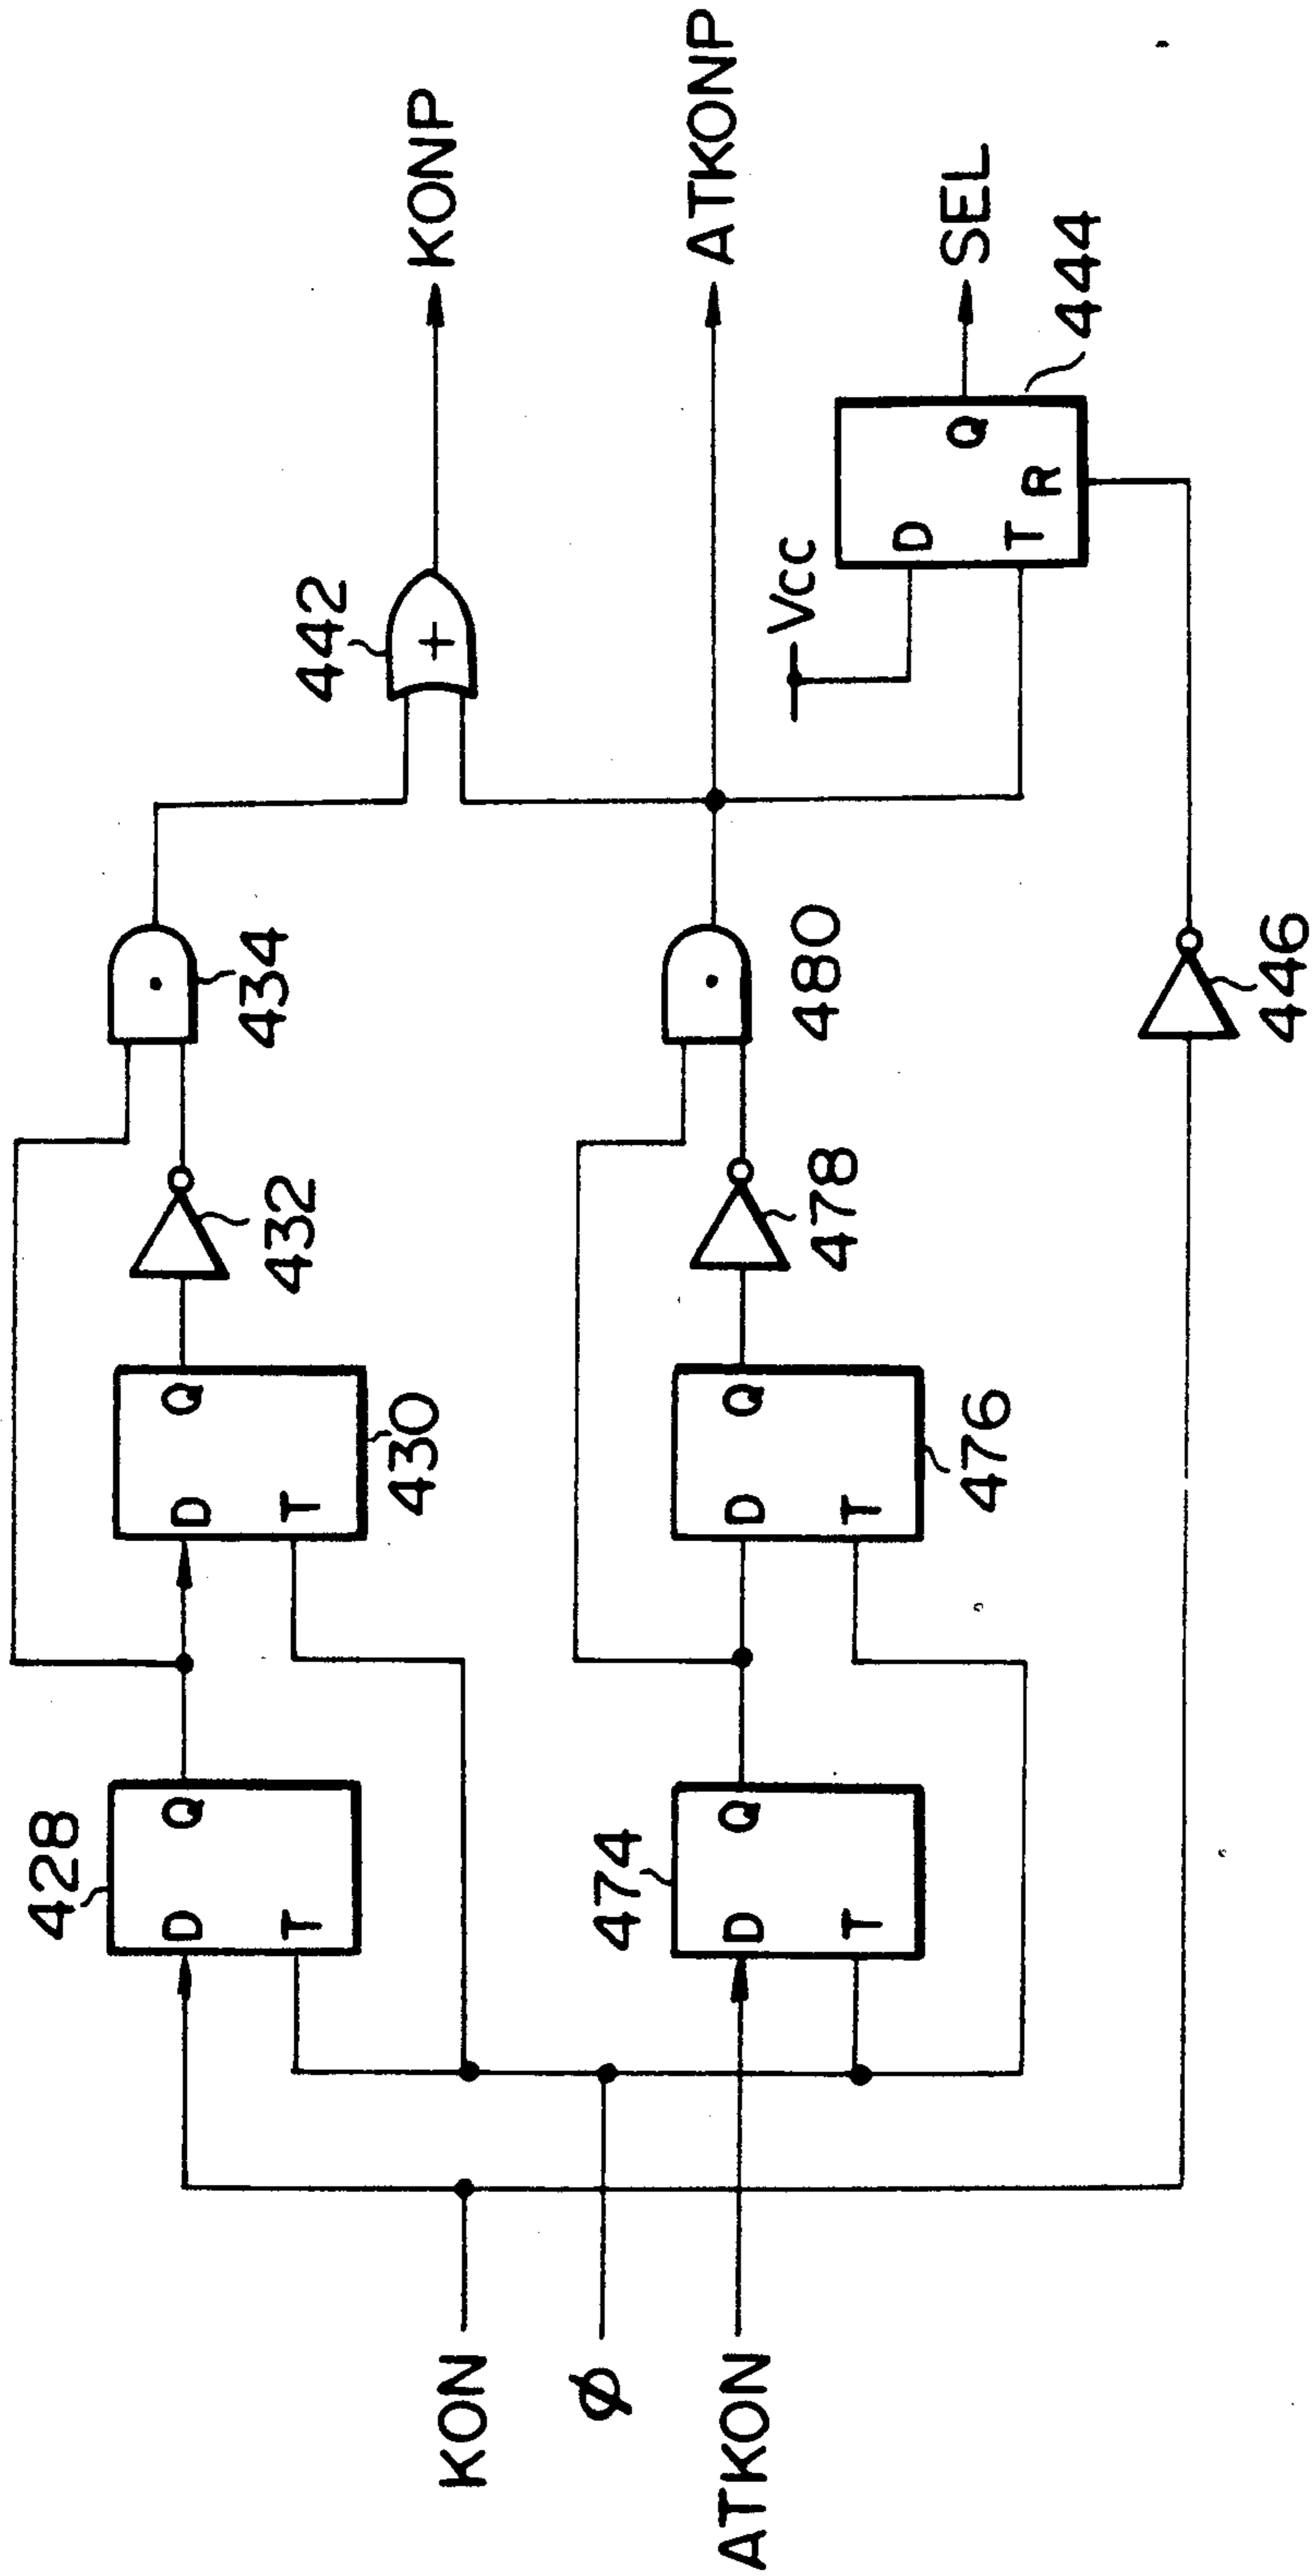 KON
Ø
ATKON
428
D
Q
T
430
D
Q
T
432
434
442
KONP
474
D
Q
T
476
D
Q
T
478
480
ATKONP
Vcc
D
Q
T
R
SEL
444
446